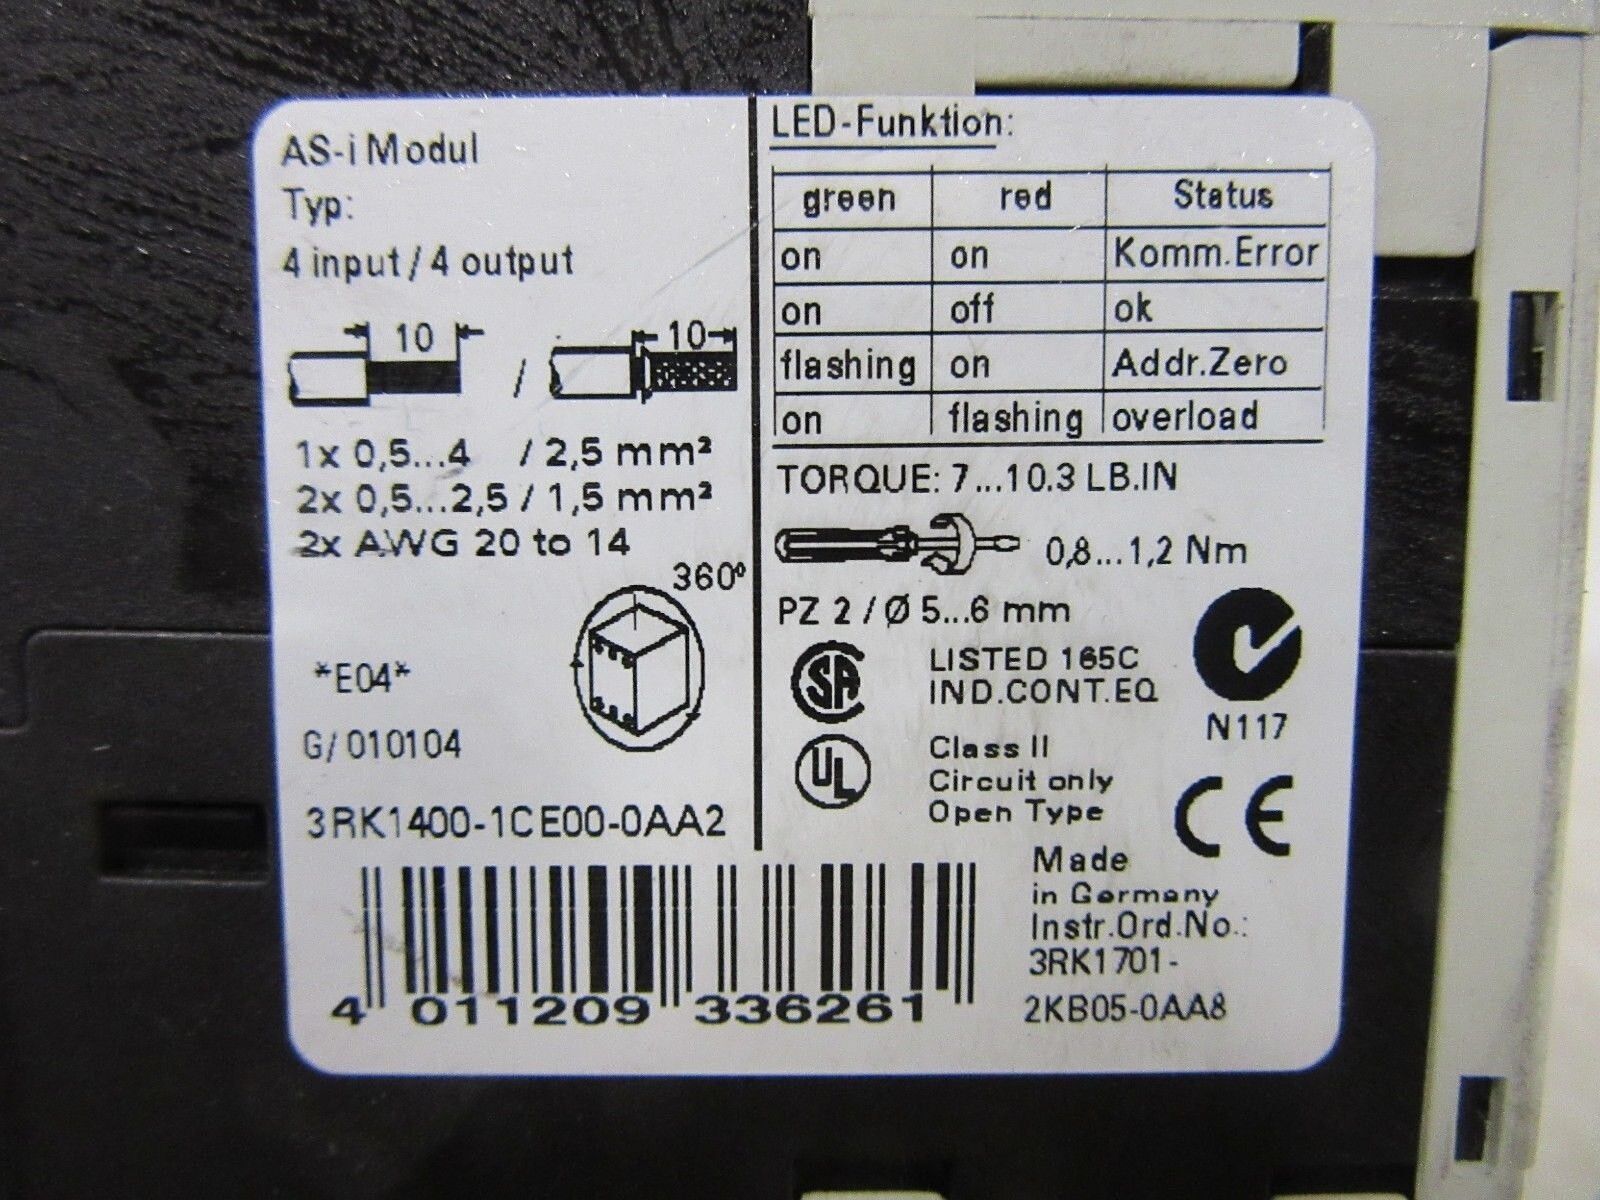 AS-i Modul
Typ:
4 input / 4 output
10 / 10
1x 0,5...4 / 2,5 mm²
2x 0,5...2,5 / 1,5 mm²
2x AWG 20 to 14
360°
*E04*
G/010104
3RK1400-1CE00-0AA2
LED-Funktion:
green red Status
on on Komm.Error
on off ok
flashing on Addr.Zero
on flashing overload
TORQUE: 7...10.3 LB.IN
0,8...1,2 Nm
PZ 2 / Ø 5...6 mm
SA LISTED 165C
IND.CONT.EQ
N117
UL Class II
Circuit only
Open Type
CE
Made
in Germany
Instr.Ord.No.:
3RK1701-
2KB05-0AA8
4 011209 336261